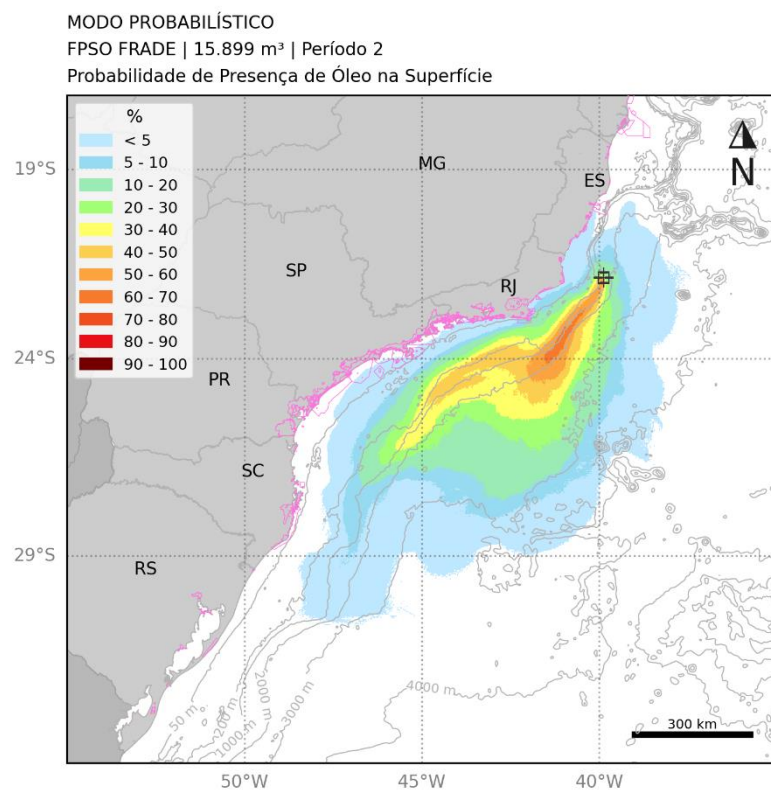 MODO PROBABILÍSTICO
FPSO FRADE | 15.899 m³ | Período 2
Probabilidade de Presença de Óleo na Superfície
%
< 5
5 - 10
10 - 20
20 - 30
30 - 40
40 - 50
50 - 60
60 - 70
70 - 80
80 - 90
90 - 100
N
19°S
24°S
29°S
MG
ES
SP
RJ
PR
SC
RS
50 m
200 m
1000 m
2000 m
3000 m
4000 m
300 km
50°W
45°W
40°W